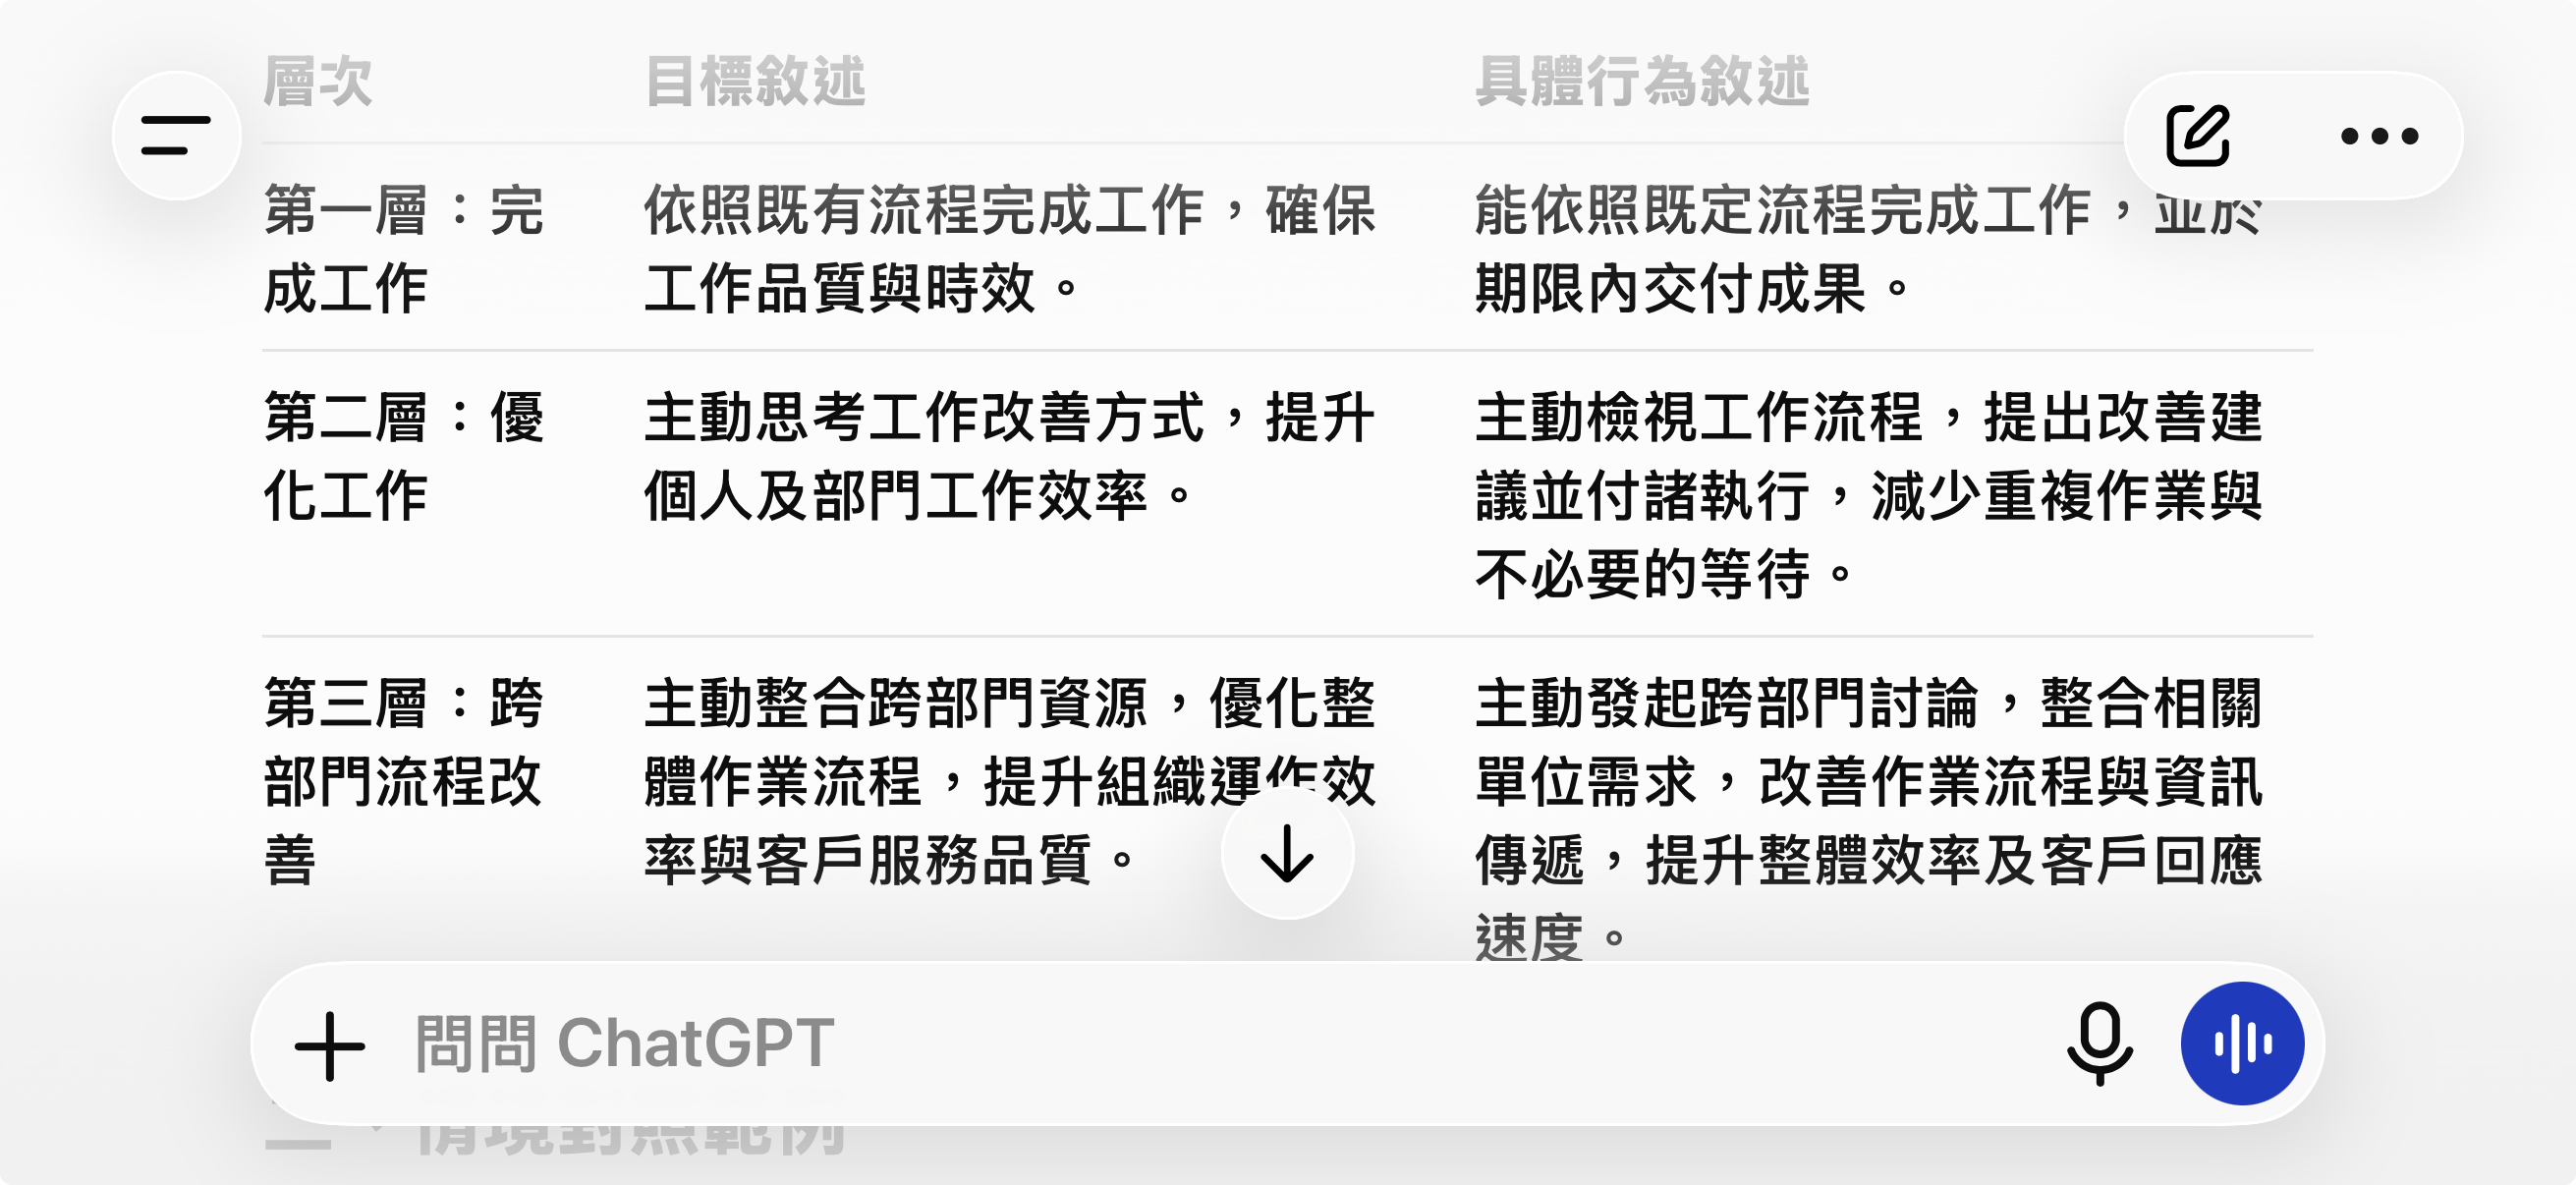 層次 目標敘述 具體行為敘述
第一層：完 依照既有流程完成工作，確保 能依照既定流程完成工作，並於
成工作 工作品質與時效。 期限內交付成果。
第二層：優 主動思考工作改善方式，提升 主動檢視工作流程，提出改善建
化工作 個人及部門工作效率。 議並付諸執行，減少重複作業與
不必要的等待。
第三層：跨 主動整合跨部門資源，優化整 主動發起跨部門討論，整合相關
部門流程改 體作業流程，提升組織運作效 單位需求，改善作業流程與資訊
善 率與客戶服務品質。 傳遞，提升整體效率及客戶回應
速度。
問問 ChatGPT
、情境對照範例